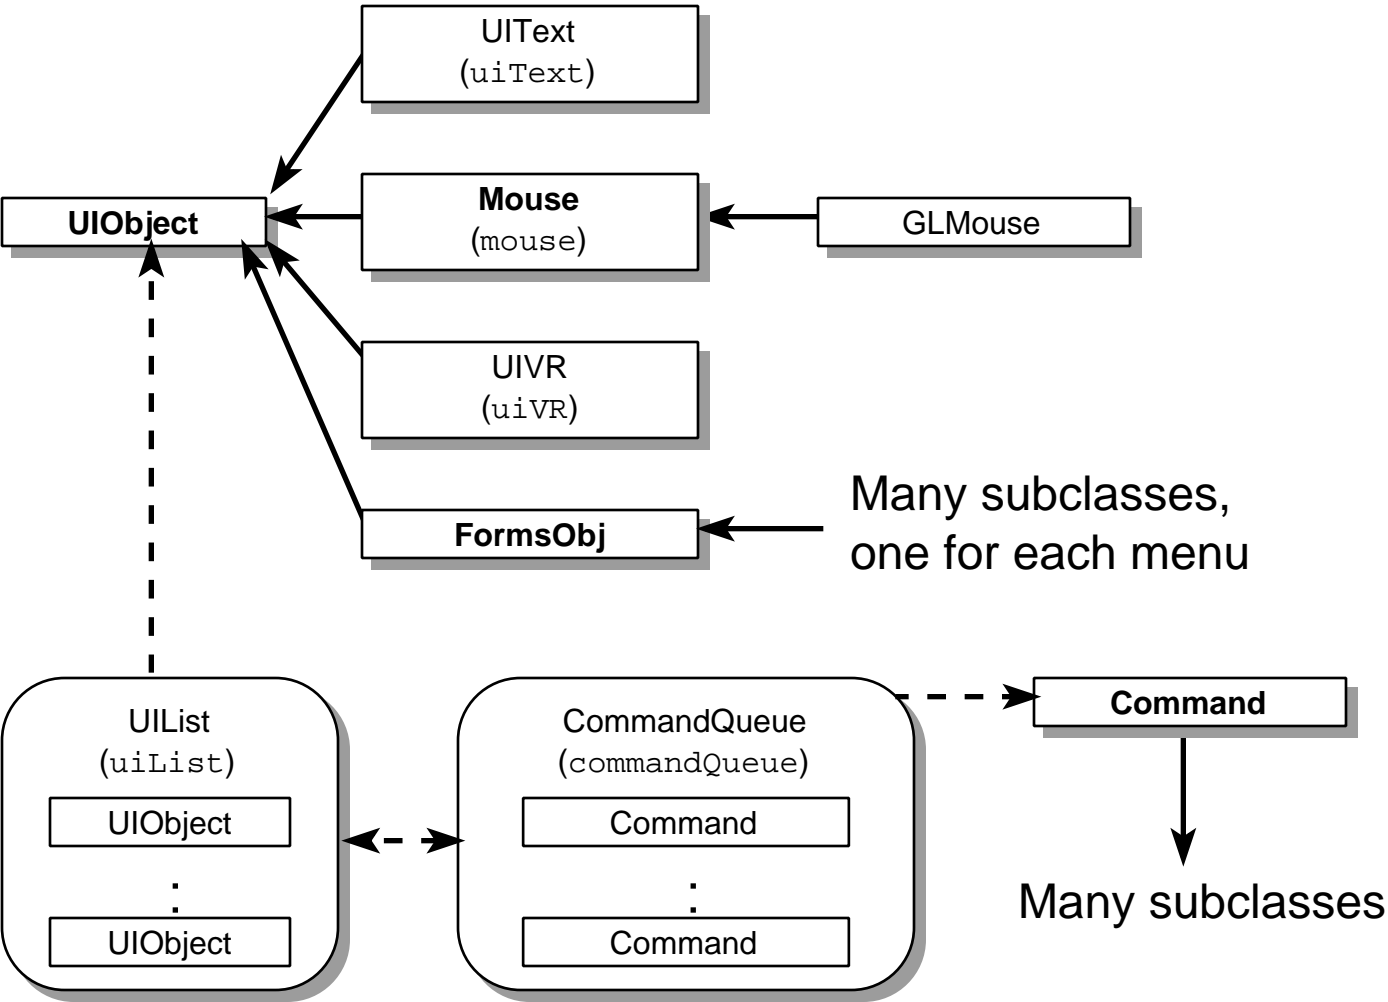 UIText
(uiText)
UIObject
Mouse
(mouse)
GLMouse
UIVR
(uiVR)
FormsObj
Many subclasses,
one for each menu
UIList
(uiList)
UIObject
:
UIObject
CommandQueue
(commandQueue)
Command
:
Command
Command
Many subclasses